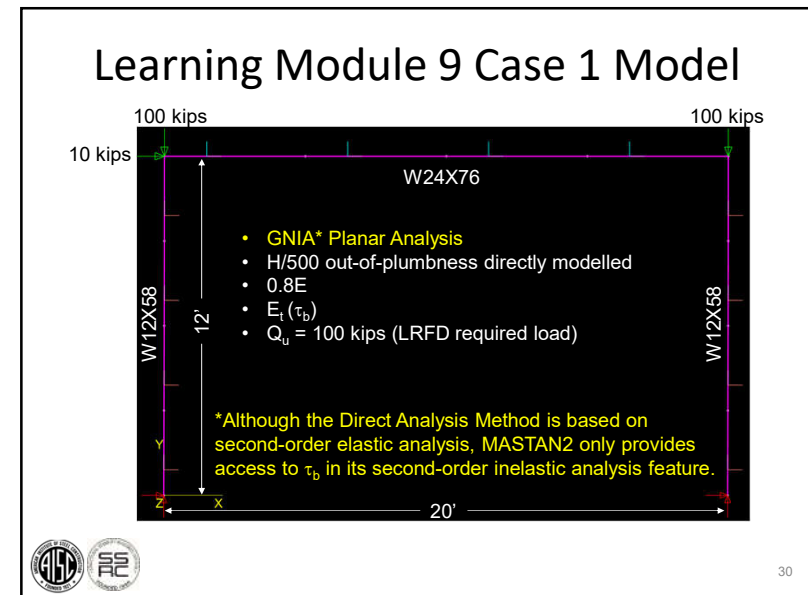 Learning Module 9 Case 1 Model
100 kips
100 kips
10 kips
W24X76
• GNIA* Planar Analysis
• H/500 out-of-plumbness directly modelled
• 0.8E
• Et (τb)
• Qu = 100 kips (LRFD required load)
W12X58
12’
W12X58
*Although the Direct Analysis Method is based on
second-order elastic analysis, MASTAN2 only provides
access to τb in its second-order inelastic analysis feature.
Y
Z
X
20’
AISC
SSRC
30